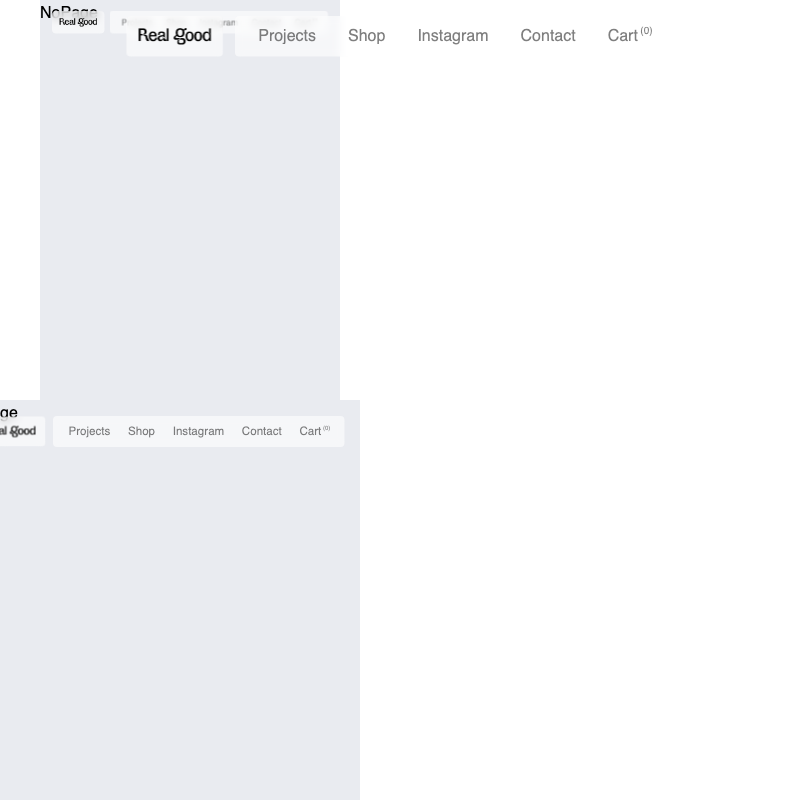 NoPage
Real good
Real good Projects Shop Instagram Contact Cart (0)
ge
al good Projects Shop Instagram Contact Cart (0)